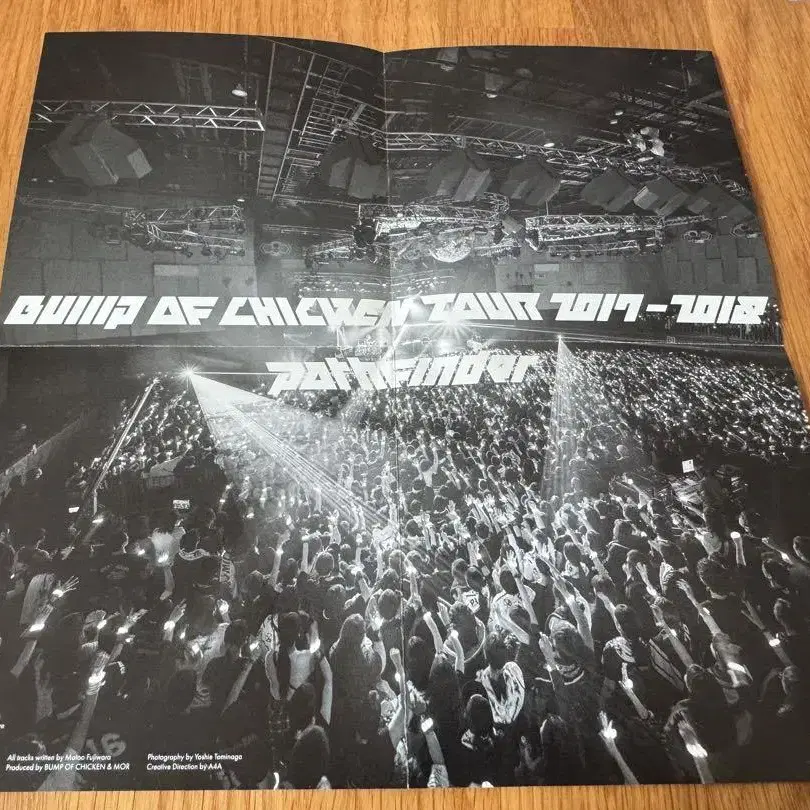 BUMP OF CHICKEN TOUR 2017-2018
pathfinder
All tracks written by Motoo Fujiwara
Produced by BUMP OF CHICKEN & MOR
Photography by Yoshie Tominaga
Creative Direction by A4A